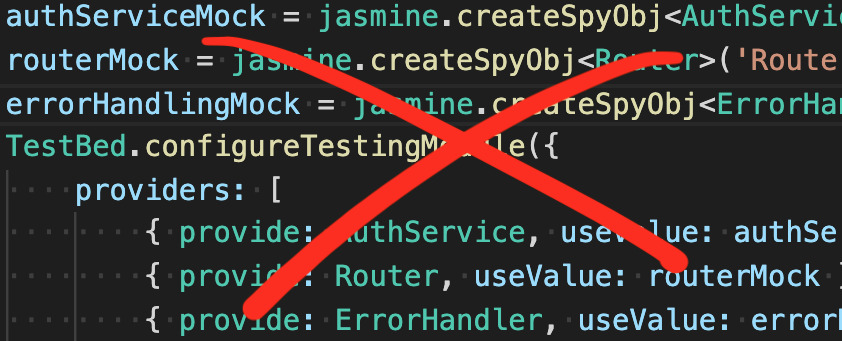 authServiceMock = jasmine.createSpyObj<AuthServi
routerMock = jasmine.createSpyObj<Router>('Route
errorHandlingMock = jasmine.createSpyObj<ErrorHan
TestBed.configureTestingModule({
providers: [
{ provide: AuthService, useValue: authSe
{ provide: Router, useValue: routerMock }
{ provide: ErrorHandler, useValue: errorH